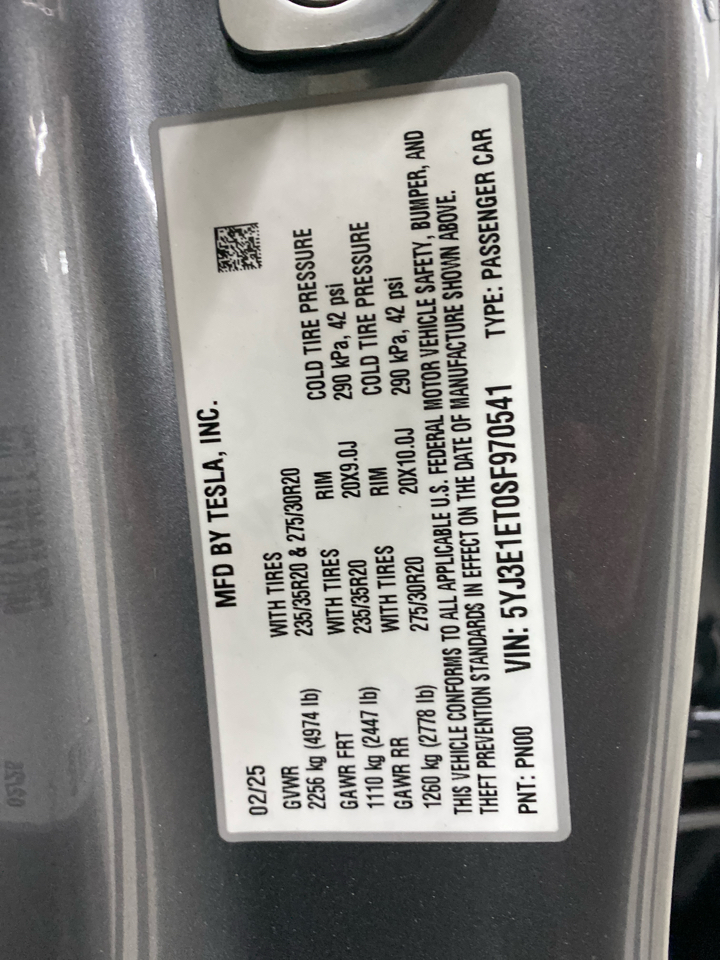 MFD BY TESLA, INC.
02/25
GVWR WITH TIRES
2256 kg (4974 lb) 235/35R20 & 275/30R20
GAWR FRT WITH TIRES RIM COLD TIRE PRESSURE
1110 kg (2447 lb) 235/35R20 20X9.0J 290 kPa, 42 psi
GAWR RR WITH TIRES RIM COLD TIRE PRESSURE
1260 kg (2778 lb) 275/30R20 20X10.0J 290 kPa, 42 psi
THIS VEHICLE CONFORMS TO ALL APPLICABLE U.S. FEDERAL MOTOR VEHICLE SAFETY, BUMPER, AND
THEFT PREVENTION STANDARDS IN EFFECT ON THE DATE OF MANUFACTURE SHOWN ABOVE.
PNT: PN00 VIN: 5YJ3E1ET0SF970541 TYPE: PASSENGER CAR